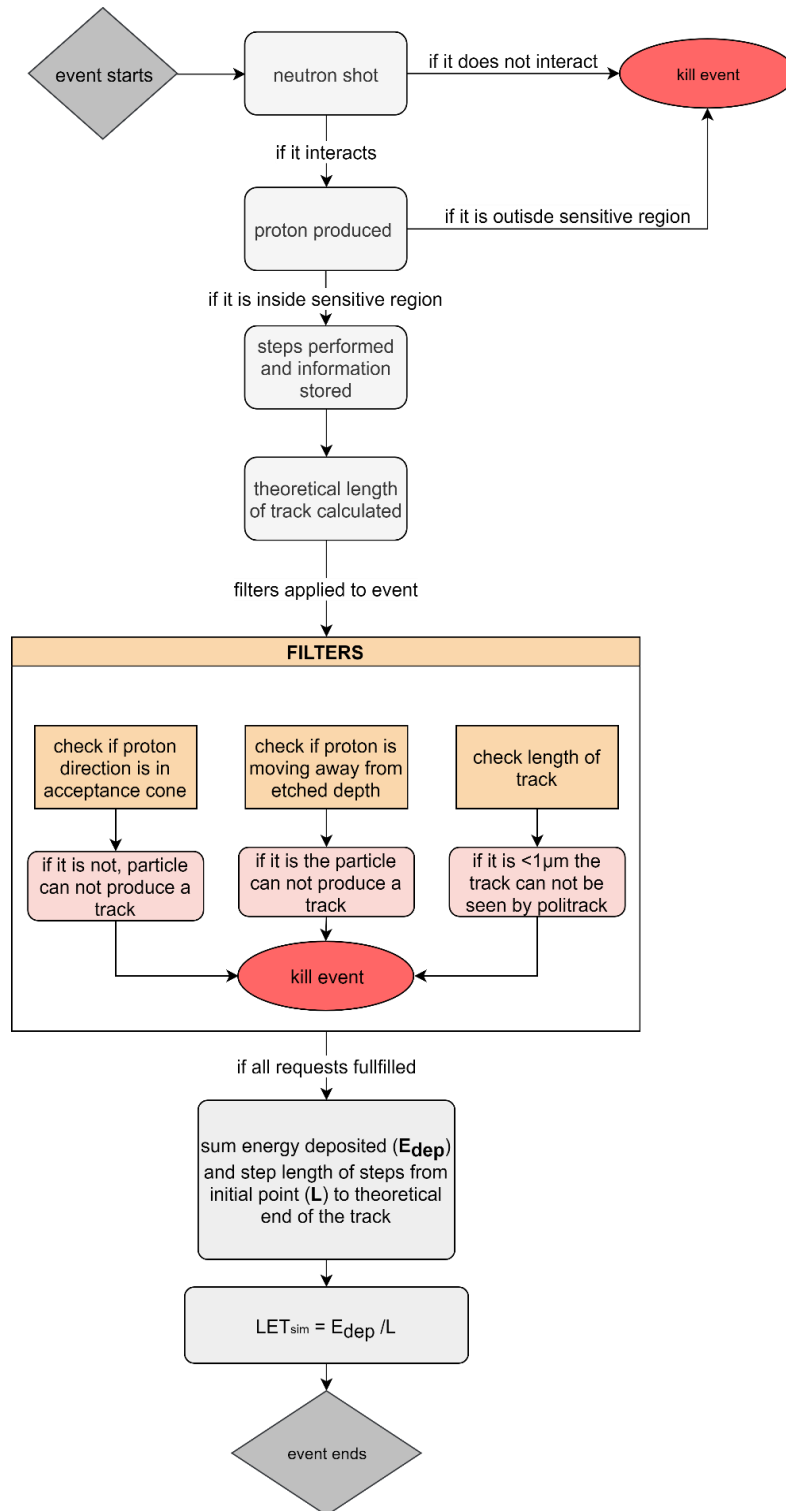 event starts
neutron shot
if it does not interact
kill event
if it interacts
proton produced
if it is outisde sensitive region
if it is inside sensitive region
steps performed
and information
stored
theoretical length
of track calculated
filters applied to event
FILTERS
check if proton
direction is in
acceptance cone
check if proton is
moving away from
etched depth
check length of
track
if it is not, particle
can not produce a
track
if it is the particle
can not produce a
track
if it is <1μm the
track can not be
seen by politrack
kill event
if all requests fullfilled
sum energy deposited (Edep)
and step length of steps from
initial point (L) to theoretical
end of the track
LETsim = Edep /L
event ends